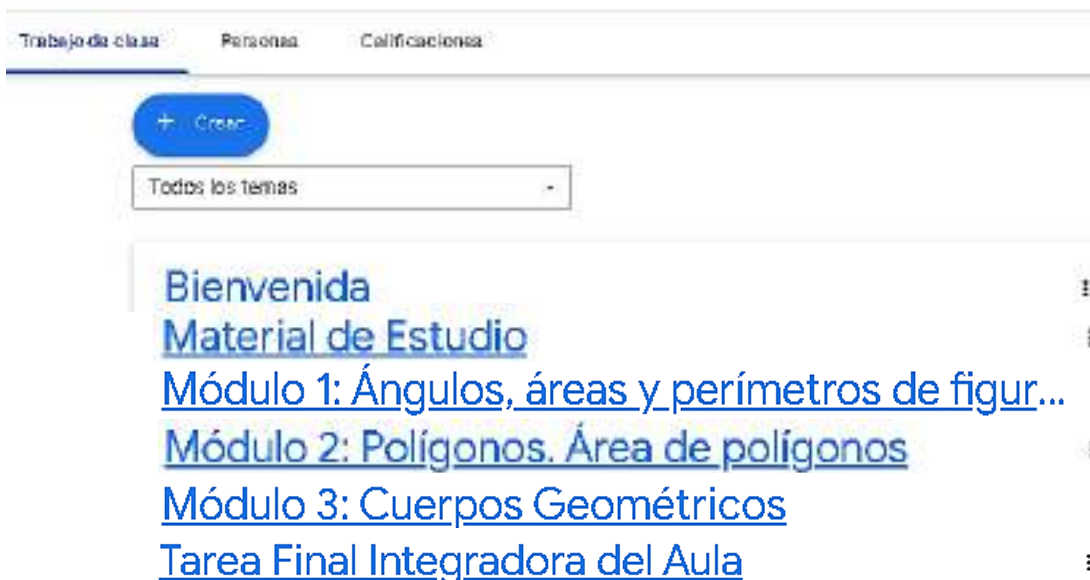 Trabajo de clase Personas Calificaciones
+ Crear
Todos los temas
Bienvenida
Material de Estudio
Módulo 1: Ángulos, áreas y perímetros de figur...
Módulo 2: Polígonos. Área de polígonos
Módulo 3: Cuerpos Geométricos
Tarea Final Integradora del Aula